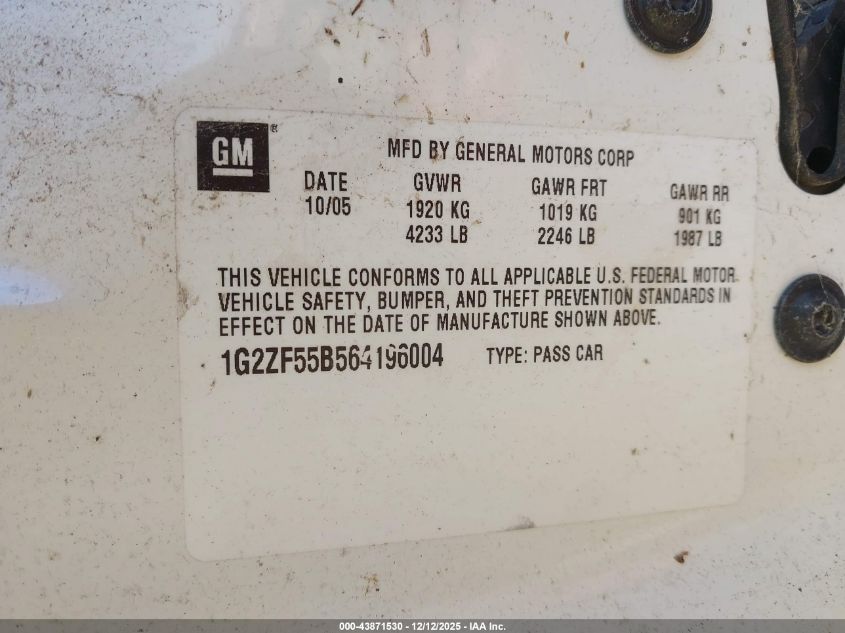 GM®
MFD BY GENERAL MOTORS CORP
DATE GVWR GAWR FRT GAWR RR
10/05 1920 KG 1019 KG 901 KG
4233 LB 2246 LB 1987 LB
THIS VEHICLE CONFORMS TO ALL APPLICABLE U.S. FEDERAL MOTOR
VEHICLE SAFETY, BUMPER, AND THEFT PREVENTION STANDARDS IN
EFFECT ON THE DATE OF MANUFACTURE SHOWN ABOVE.
1G2ZF55B564196004 TYPE: PASS CAR
000-43871530 - 12/12/2025 - IAA Inc.